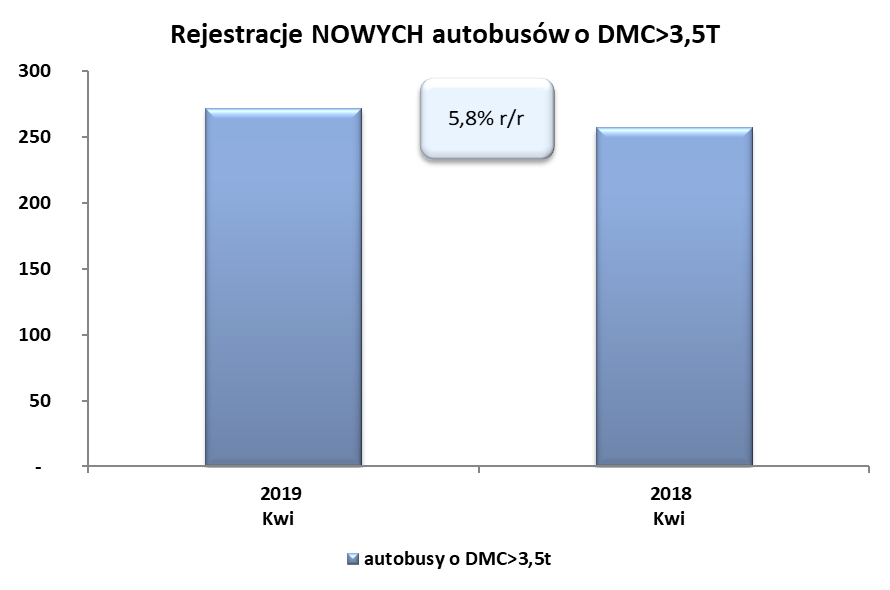 Rejestracje NOWYCH autobusów o DMC>3,5T
300
5,8% r/r
250
200
150
100
50
-
2019 2018
Kwi Kwi
autobusy o DMC>3,5t